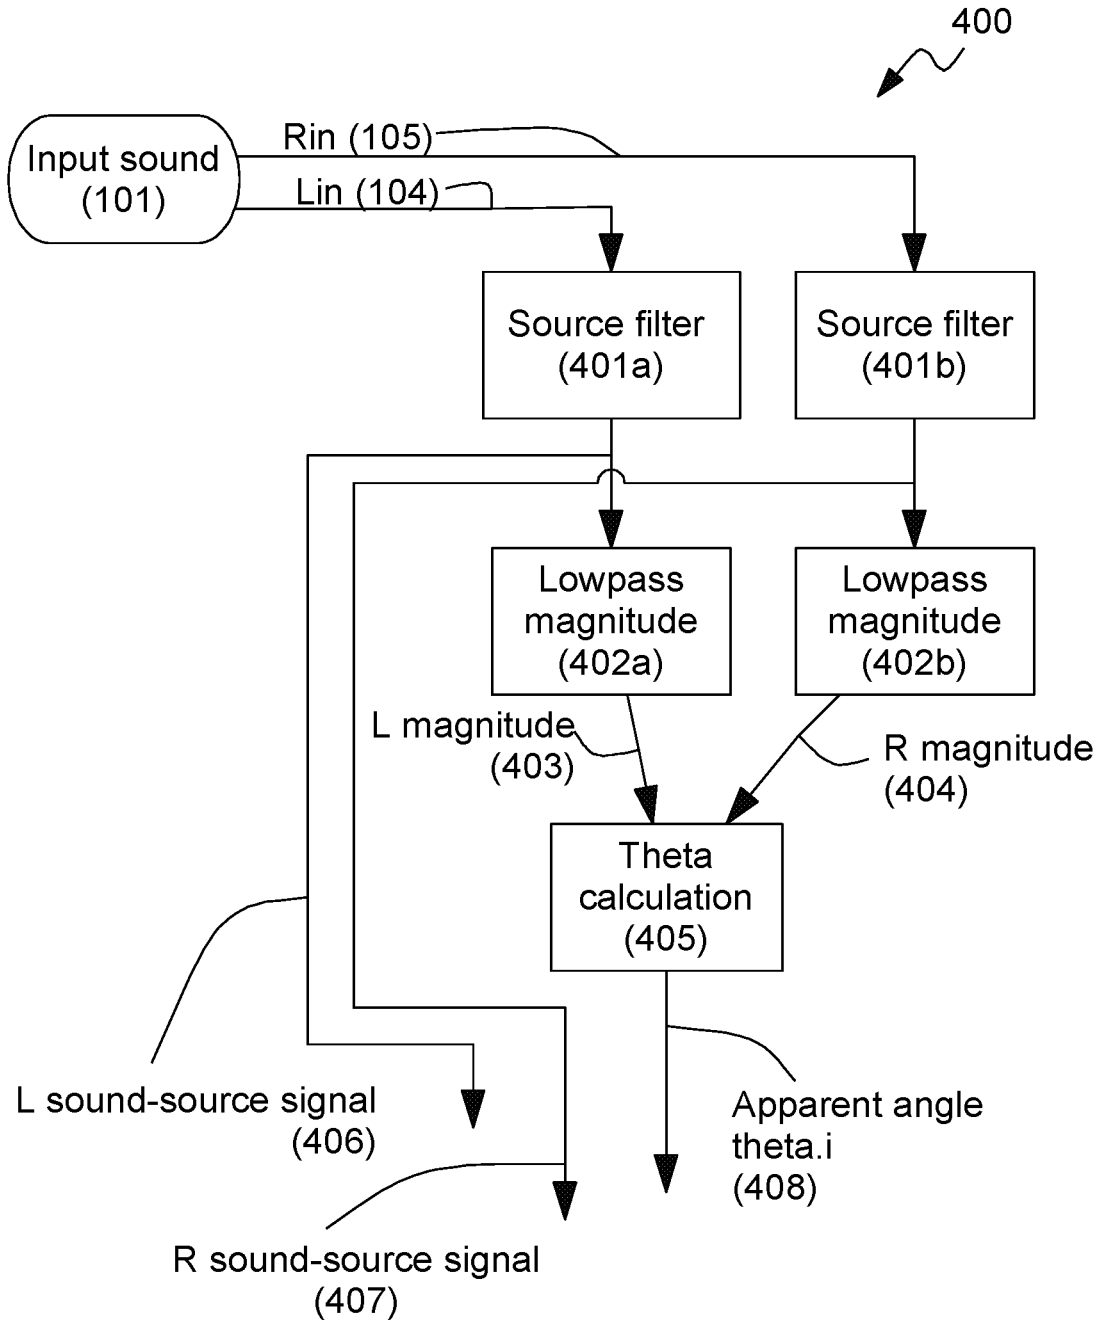 400
Rin (105)
Input sound
(101)
Lin (104)
Source filter
(401a)
Source filter
(401b)
Lowpass
magnitude
(402a)
Lowpass
magnitude
(402b)
L magnitude
(403)
R magnitude
(404)
Theta
calculation
(405)
L sound-source signal
(406)
Apparent angle
theta.i
(408)
R sound-source signal
(407)